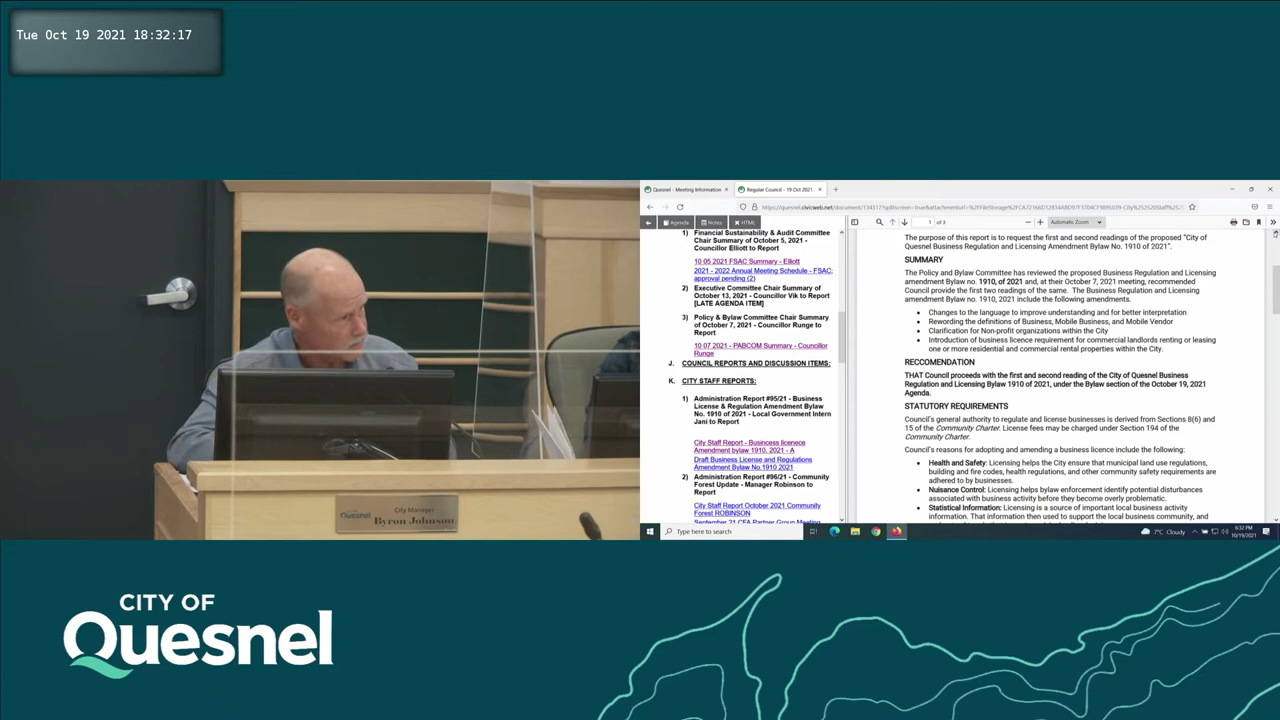 Tue Oct 19 2021 18:32:17
Quesnel - Meeting Information
Regular Council - 19 Oct 2021
Agenda
Notes
HTML
1 of 3
Automatic Zoom
1) Financial Sustainability & Audit Committee
Chair Summary of October 5, 2021 -
Councillor Elliott to Report
10 05 2021 FSAC Summary - Elliott
2021 - 2022 Annual Meeting Schedule - FSAC:
approval pending (2)
2) Executive Committee Chair Summary of
October 13, 2021 - Councillor Vik to Report
[LATE AGENDA ITEM]
3) Policy & Bylaw Committee Chair Summary
of October 7, 2021 - Councillor Runge to
Report
10 07 2021 - PABCOM Summary - Councillor
Runge
J. COUNCIL REPORTS AND DISCUSSION ITEMS:
K. CITY STAFF REPORTS:
1) Administration Report #95/21 - Business
License & Regulation Amendment Bylaw
No. 1910 of 2021 - Local Government Intern
Jani to Report
City Staff Report - Business licenece
Amendment bylaw 1910, 2021 - A
Draft Business License and Regulations
Amendment Bylaw No.1910 2021
2) Administration Report #96/21 - Community
Forest Update - Manager Robinson to
Report
City Staff Report October 2021 Community
Forest ROBINSON
September 21 CFA Partner Group Meeting
The purpose of this report is to request the first and second readings of the proposed "City of
Quesnel Business Regulation and Licensing Amendment Bylaw No. 1910 of 2021".
SUMMARY
The Policy and Bylaw Committee has reviewed the proposed Business Regulation and Licensing
amendment Bylaw no. 1910, of 2021 and, at their October 7, 2021 meeting, recommended
Council provide the first two readings of the same. The Business Regulation and Licensing
amendment Bylaw 1910, 2021 include the following amendments.
• Changes to the language to improve understanding and for better interpretation
• Rewording the definitions of Business, Mobile Business, and Mobile Vendor
• Clarification for Non-profit organizations within the City
• Introduction of business licence requirement for commercial landlords renting or leasing
one or more residential and commercial rental properties within the City.
RECCOMENDATION
THAT Council proceeds with the first and second reading of the City of Quesnel Business
Regulation and Licensing Bylaw 1910 of 2021, under the Bylaw section of the October 19, 2021
Agenda.
STATUTORY REQUIREMENTS
Council's general authority to regulate and license businesses is derived from Sections 8(6) and
15 of the Community Charter. License fees may be charged under Section 194 of the
Community Charter.
Council's reasons for adopting and amending a business licence include the following:
• Health and Safety: Licensing helps the City ensure that municipal land use regulations,
building and fire codes, health regulations, and other community safety requirements are
adhered to by businesses.
• Nuisance Control: Licensing helps bylaw enforcement identify potential disturbances
associated with business activity before they become overly problematic.
• Statistical Information: Licensing is a source of important local business activity
information. That information then used to support the local business community, and
Type here to search
7°C Cloudy
6:32 PM
10/19/2021
Quesnel
City Manager
Byron Johnson
CITY OF
Quesnel